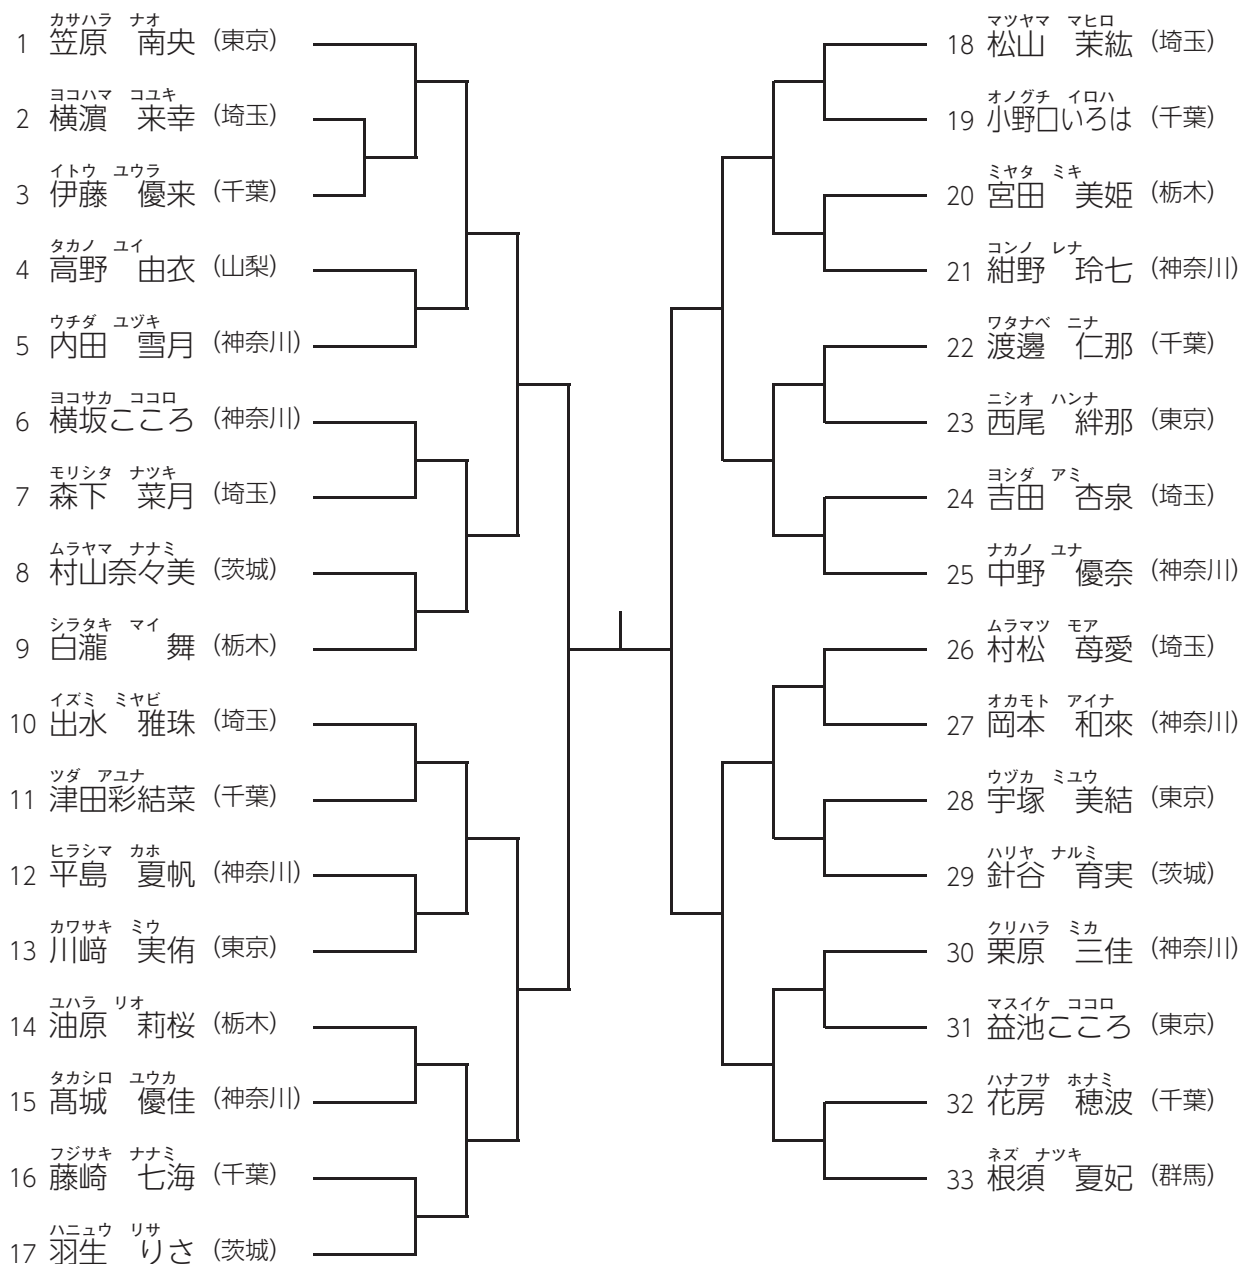 カサハラ ナオ
1 笠原 南央 (東京)
ヨコハマ コユキ
2 横濵 来幸 (埼玉)
イトウ ユウラ
3 伊藤 優来 (千葉)
タカノ ユイ
4 高野 由衣 (山梨)
ウチダ ユヅキ
5 内田 雪月 (神奈川)
ヨコサカ ココロ
6 横坂こころ (神奈川)
モリシタ ナツキ
7 森下 菜月 (埼玉)
ムラヤマ ナナミ
8 村山奈々美 (茨城)
シラタキ マイ
9 白瀧 舞 (栃木)
イズミ ミヤビ
10 出水 雅珠 (埼玉)
ツダ アユナ
11 津田彩結菜 (千葉)
ヒラシマ カホ
12 平島 夏帆 (神奈川)
カワサキ ミウ
13 川﨑 実侑 (東京)
ユハラ リオ
14 油原 莉桜 (栃木)
タカシロ ユウカ
15 髙城 優佳 (神奈川)
フジサキ ナナミ
16 藤崎 七海 (千葉)
ハニュウ リサ
17 羽生 りさ (茨城)
マツヤマ マヒロ
18 松山 茉紘 (埼玉)
オノグチ イロハ
19 小野口いろは (千葉)
ミヤタ ミキ
20 宮田 美姫 (栃木)
コンノ レナ
21 紺野 玲七 (神奈川)
ワタナベ ニナ
22 渡邊 仁那 (千葉)
ニシオ ハンナ
23 西尾 絆那 (東京)
ヨシダ アミ
24 吉田 杏泉 (埼玉)
ナカノ ユナ
25 中野 優奈 (神奈川)
ムラマツ モア
26 村松 苺愛 (埼玉)
オカモト アイナ
27 岡本 和來 (神奈川)
ウヅカ ミユウ
28 宇塚 美結 (東京)
ハリヤ ナルミ
29 針谷 育実 (茨城)
クリハラ ミカ
30 栗原 三佳 (神奈川)
マスイケ ココロ
31 益池こころ (東京)
ハナフサ ホナミ
32 花房 穂波 (千葉)
ネズ ナツキ
33 根須 夏妃 (群馬)